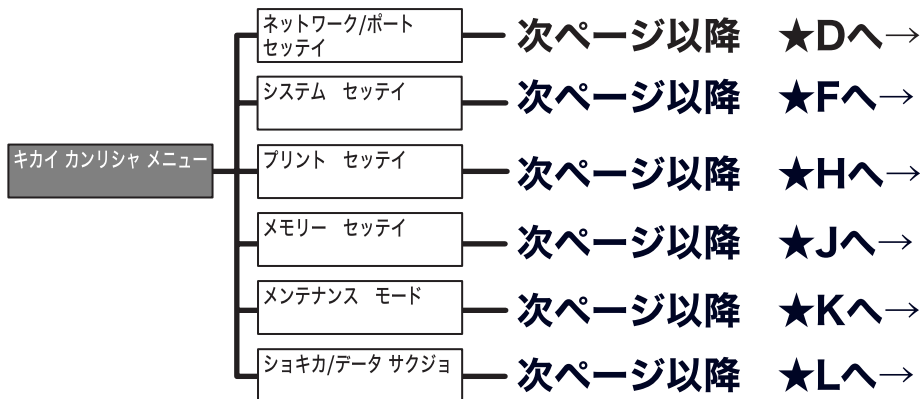 ネットワーク/ポート
セッテイ
次ページ以降　★Dへ→
システム　セッテイ
次ページ以降　★Fへ→
キカイ カンリシャ メニュー
プリント　セッテイ
次ページ以降　★Hへ→
メモリー　セッテイ
次ページ以降　★Jへ→
メンテナンス　モード
次ページ以降　★Kへ→
ショキカ/データ サクジョ
次ページ以降　★Lへ→